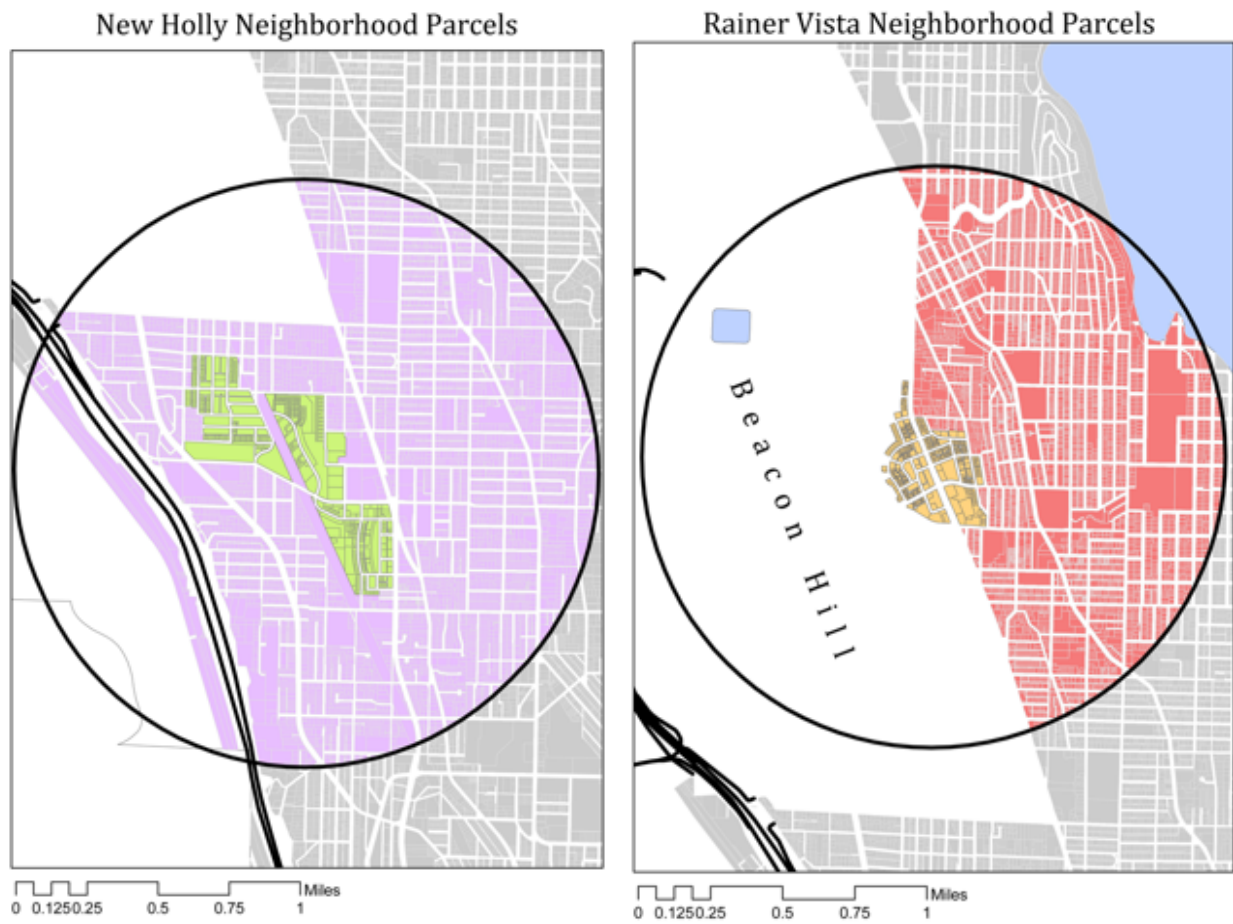 New Holly Neighborhood Parcels
Rainer Vista Neighborhood Parcels
Beacon Hill
Miles
0 0.1250.25 0.5 0.75 1
Miles
0 0.1250.25 0.5 0.75 1